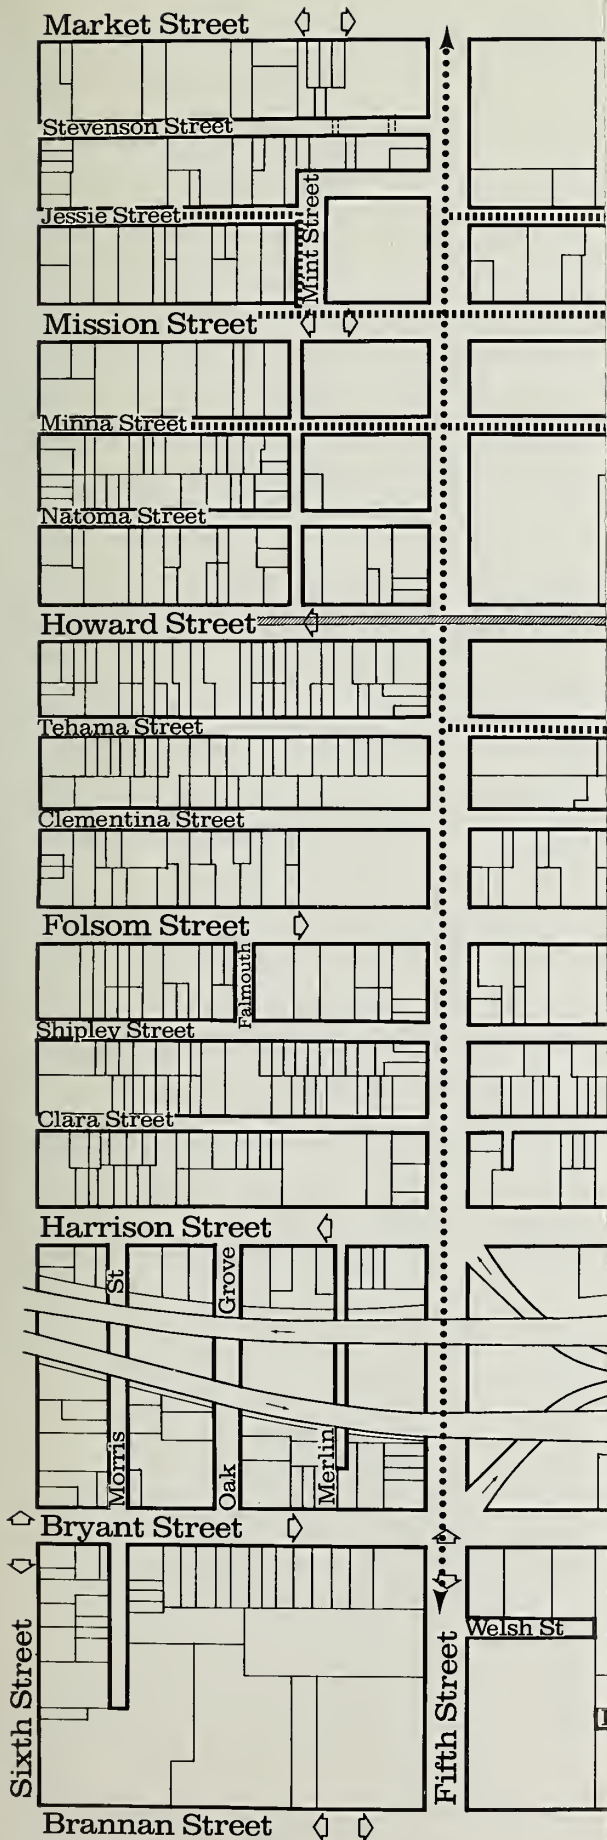 Market Street
Stevenson Street
Jessie Street
Mint Street
Mission Street
Minna Street
Natoma Street
Howard Street
Tehama Street
Clementina Street
Folsom Street
Falmouth
Shipley Street
Clara Street
Harrison Street
Morris St
Oak Grove
Merlin
Bryant Street
Sixth Street
Fifth Street
Welsh St
Brannan Street